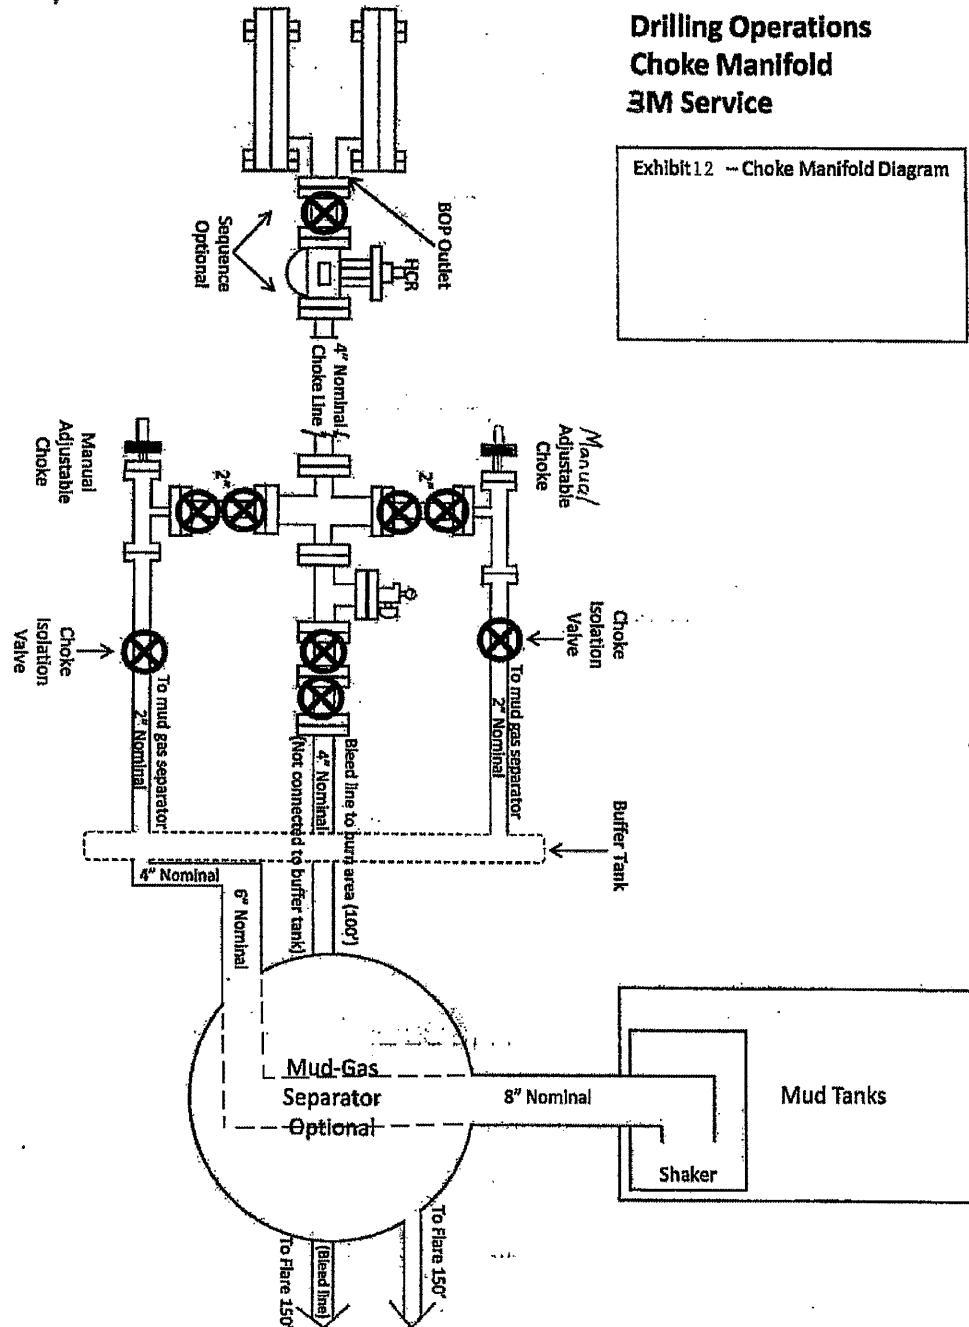 Drilling Operations
Choke Manifold
3M Service
Exhibit 12 - Choke Manifold Diagram
BOP Outlet
HCR
Sequence
Optional
4" Nominal
Choke Line
Manual
Adjustable
Choke
2"
2"
Manual
Adjustable
Choke
Choke
Isolation
Valve
Choke
Isolation
Valve
To mud gas separator
2" Nominal
Bleed line to burn area (100')
4" Nominal
(Not connected to buffer tank)
To mud gas separator
2" Nominal
Buffer Tank
4" Nominal
6" Nominal
Mud-Gas
Separator
Optional
8" Nominal
Mud Tanks
Shaker
To Flare 150'
(Bleed line)
To Flare 150'